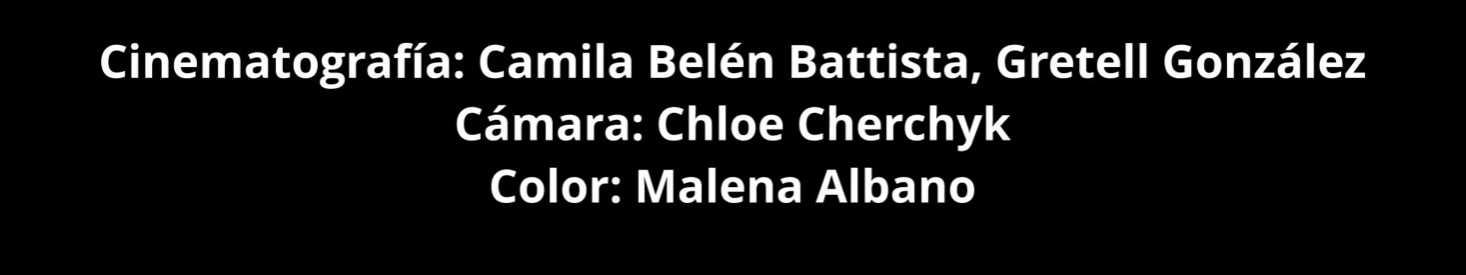 Cinematografía: Camila Belén Battista, Gretell González
Cámara: Chloe Cherchyk
Color: Malena Albano